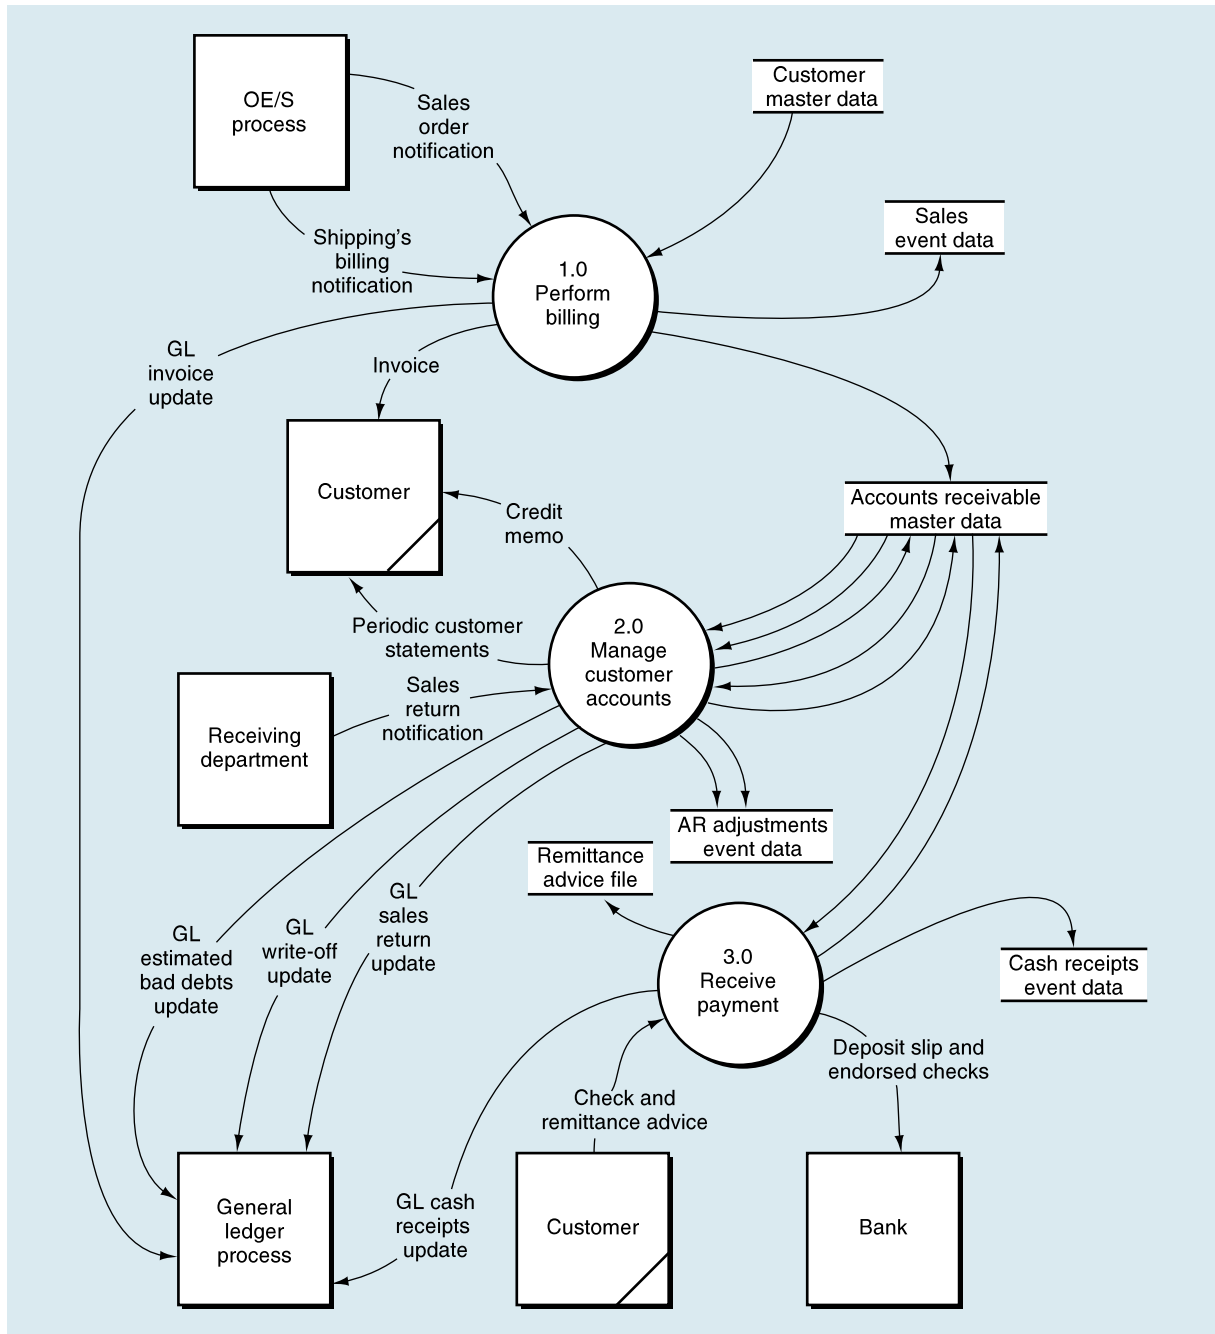 OE/S
process
Sales
order
notification
Customer
master data
Shipping's
billing
notification
Sales
event data
1.0
Perform
billing
GL
invoice
update
Invoice
Customer
Credit
memo
Accounts receivable
master data
Periodic customer
statements
2.0
Manage
customer
accounts
Sales
return
notification
Receiving
department
AR adjustments
event data
Remittance
advice file
GL
estimated
bad debts
update
GL
write-off
update
GL
sales
return
update
3.0
Receive
payment
Cash receipts
event data
Deposit slip and
endorsed checks
Check and
remittance advice
General
ledger
process
GL cash
receipts
update
Customer
Bank